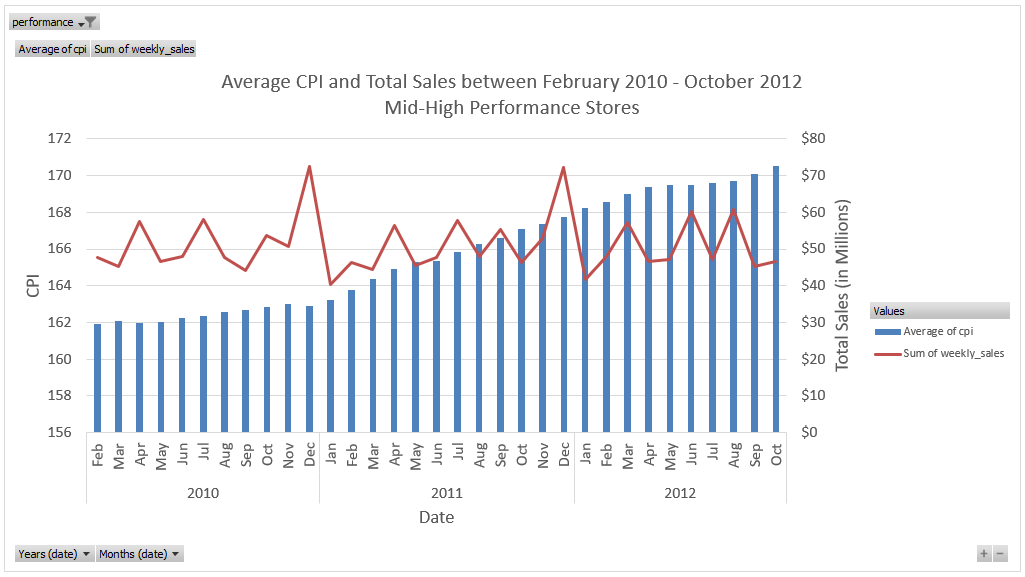 performance
Average of cpi Sum of weekly_sales
Average CPI and Total Sales between February 2010 - October 2012
Mid-High Performance Stores
172
170
168
166
164
162
160
158
156
CPI
$80
$70
$60
$50
$40
$30
$20
$10
$0
Total Sales (in Millions)
Feb Mar Apr May Jun Jul Aug Sep Oct Nov Dec Jan Feb Mar Apr May Jun Jul Aug Sep Oct Nov Dec Jan Feb Mar Apr May Jun Jul Aug Sep Oct
2010 2011 2012
Date
Values
Average of cpi
Sum of weekly_sales
Years (date) Months (date)
+ −